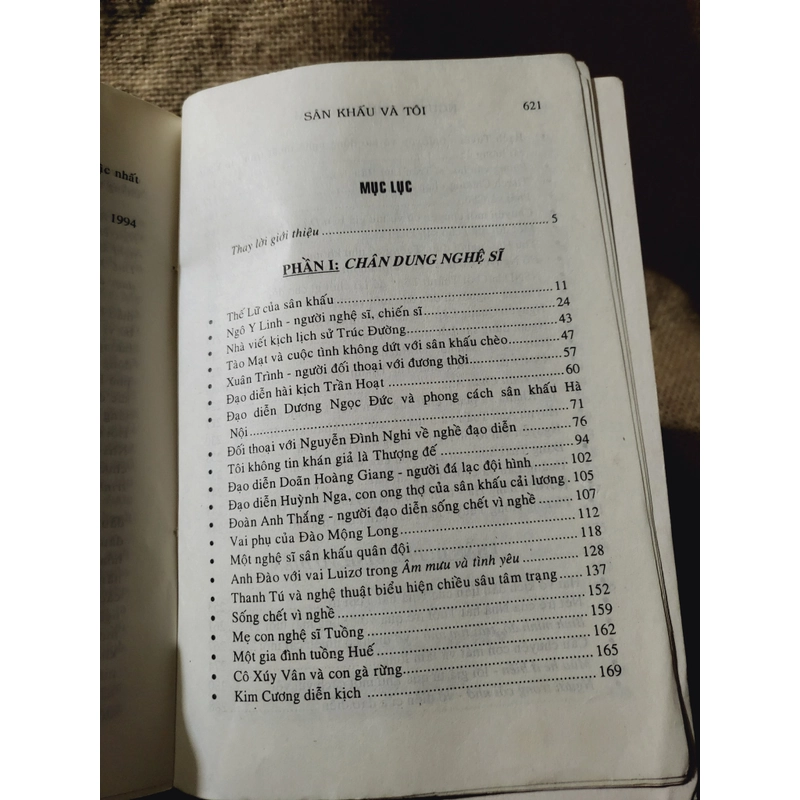 ặc nhất
1994
SÂN KHẤU VÀ TÔI 621
MỤC LỤC
Thay lời giới thiệu ............ 5
PHẦN I: CHÂN DUNG NGHỆ SĨ
• Thế Lữ của sân khấu ............ 11
• Ngô Y Linh - người nghệ sĩ, chiến sĩ ............ 24
• Nhà viết kịch lịch sử Trúc Đường ............ 43
• Tào Mạt và cuộc tình không dứt với sân khấu chèo ............ 47
• Xuân Trình - người đối thoại với đương thời ............ 57
• Đạo diễn hài kịch Trần Hoạt ............ 60
• Đạo diễn Dương Ngọc Đức và phong cách sân khấu Hà
Nội ............ 71
• Đối thoại với Nguyễn Đình Nghi về nghề đạo diễn ............ 76
• Tôi không tin khán giả là Thượng đế ............ 94
• Đạo diễn Doãn Hoàng Giang - người đá lạc đội hình ............ 102
• Đạo diễn Huỳnh Nga, con ong thợ của sân khấu cải lương . 105
• Đoàn Anh Thắng - người đạo diễn sống chết vì nghề ............ 107
• Vai phụ của Đào Mộng Long ............ 112
• Một nghệ sĩ sân khấu quân đội ............ 118
• Anh Đào với vai Luizơ trong Âm mưu và tình yêu ............ 128
• Thanh Tú và nghệ thuật biểu hiện chiều sâu tâm trạng ............ 137
• Sống chết vì nghề ............ 152
• Mẹ con nghệ sĩ Tuồng ............ 159
• Một gia đình tuồng Huế ............ 162
• Cô Xúy Vân và con gà rừng ............ 165
• Kim Cương diễn kịch ............ 169